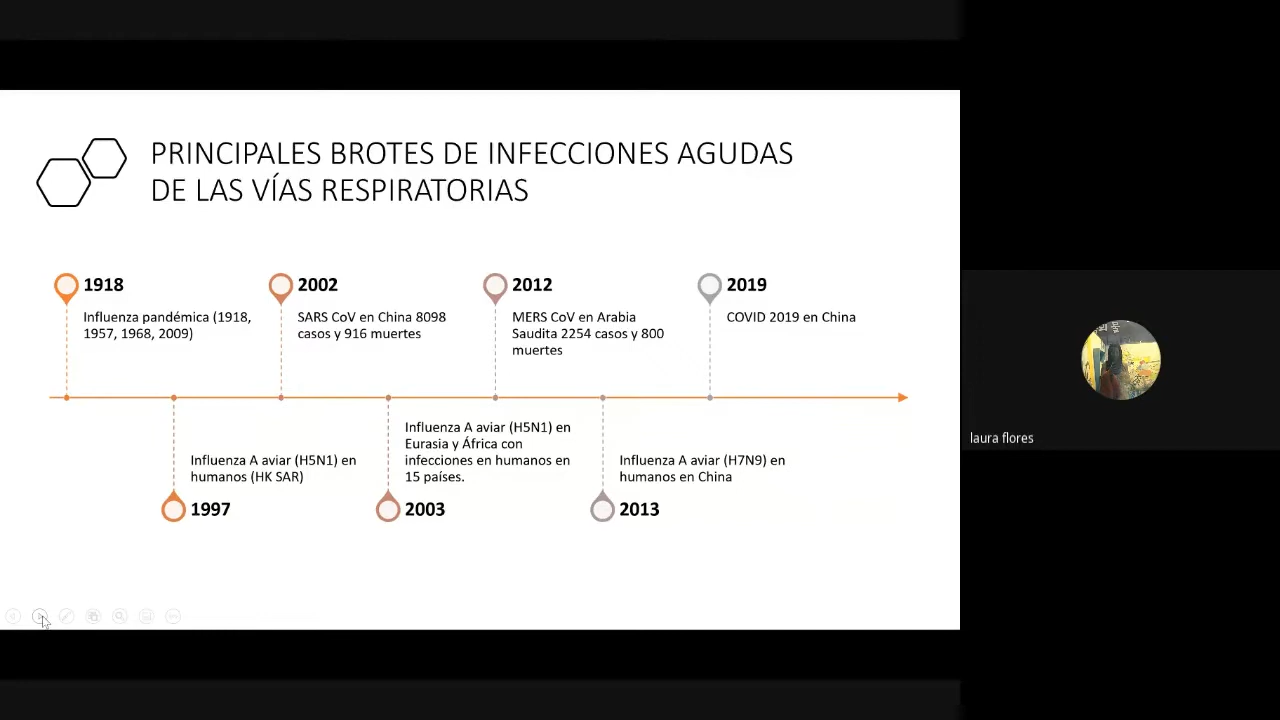 PRINCIPALES BROTES DE INFECCIONES AGUDAS
DE LAS VÍAS RESPIRATORIAS
1918
Influenza pandémica (1918,
1957, 1968, 2009)
2002
SARS CoV en China 8098
casos y 916 muertes
2012
MERS CoV en Arabia
Saudita 2254 casos y 800
muertes
2019
COVID 2019 en China
Influenza A aviar (H5N1) en
humanos (HK SAR)
1997
Influenza A aviar (H5N1) en
Eurasia y África con
infecciones en humanos en
15 países.
2003
Influenza A aviar (H7N9) en
humanos en China
2013
laura flores